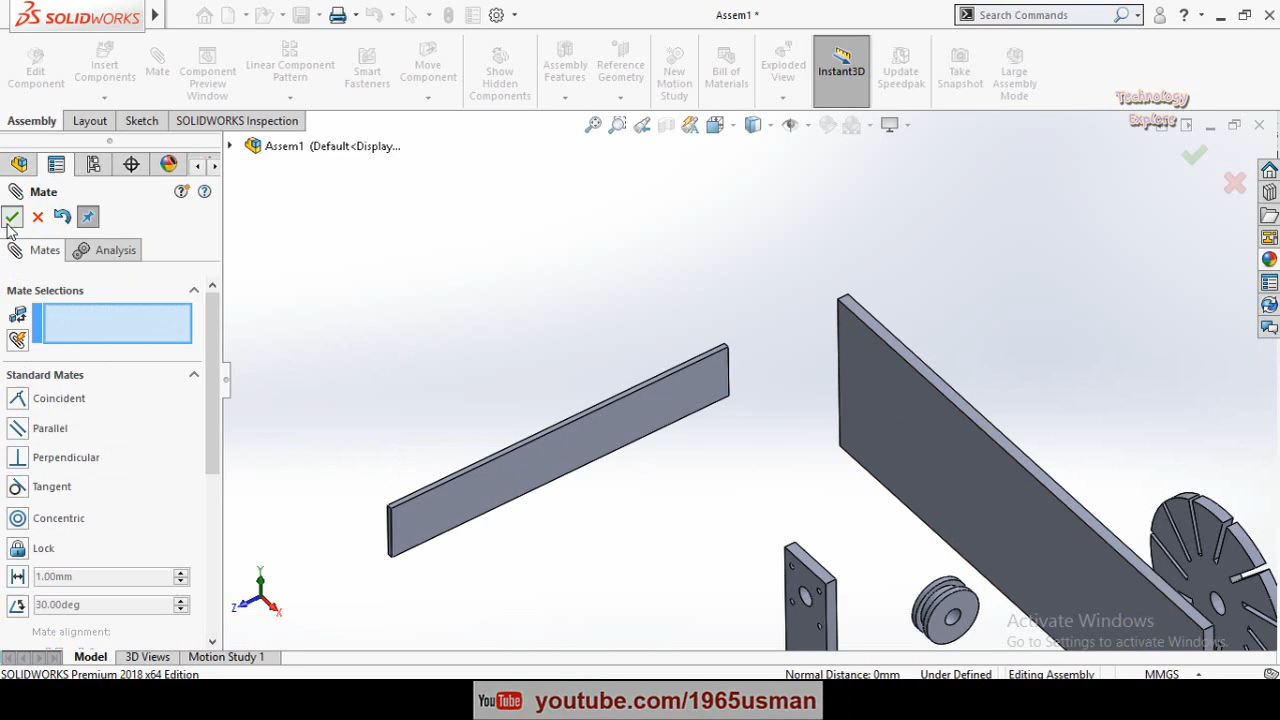 SOLIDWORKS
Assem1 *
Search Commands
?
Edit
Component
Insert
Components
Mate
Component
Preview
Window
Linear Component
Pattern
Smart
Fasteners
Move
Component
Show
Hidden
Components
Assembly
Features
Reference
Geometry
New
Motion
Study
Bill of
Materials
Exploded
View
Instant3D
Update
Speedpak
Take
Snapshot
Large
Assembly
Mode
Technology
Explore
Assembly
Layout
Sketch
SOLIDWORKS Inspection
Assem1 (Default<Display...
Mate
Mates
Analysis
Mate Selections
Standard Mates
Coincident
Parallel
Perpendicular
Tangent
Concentric
Lock
1.00mm
30.00deg
Mate alignment:
Y
Z
X
Activate Windows
Go to Settings to activate Windows.
Model
3D Views
Motion Study 1
SOLIDWORKS Premium 2018 x64 Edition
Normal Distance: 0mm
Under Defined
Editing Assembly
MMGS
You Tube youtube.com/1965usman